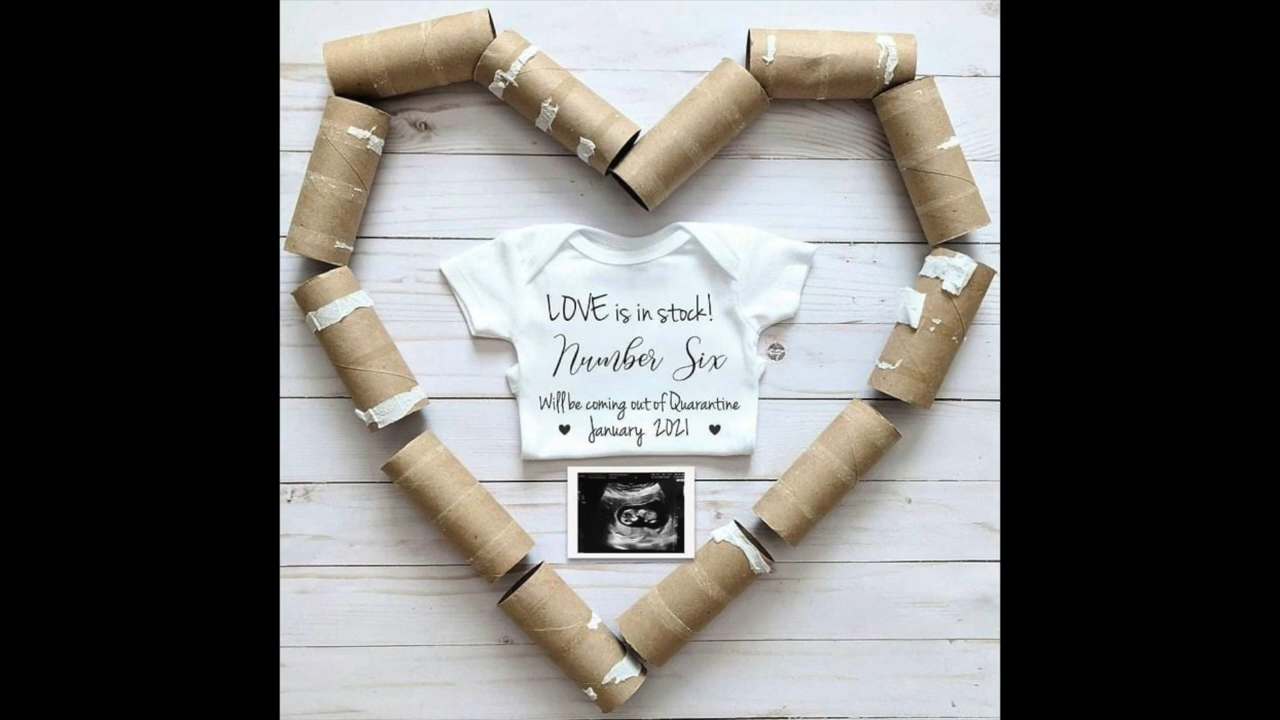 LOVE is in stock!
Number Six
Will be coming out of Quarantine
January 2021